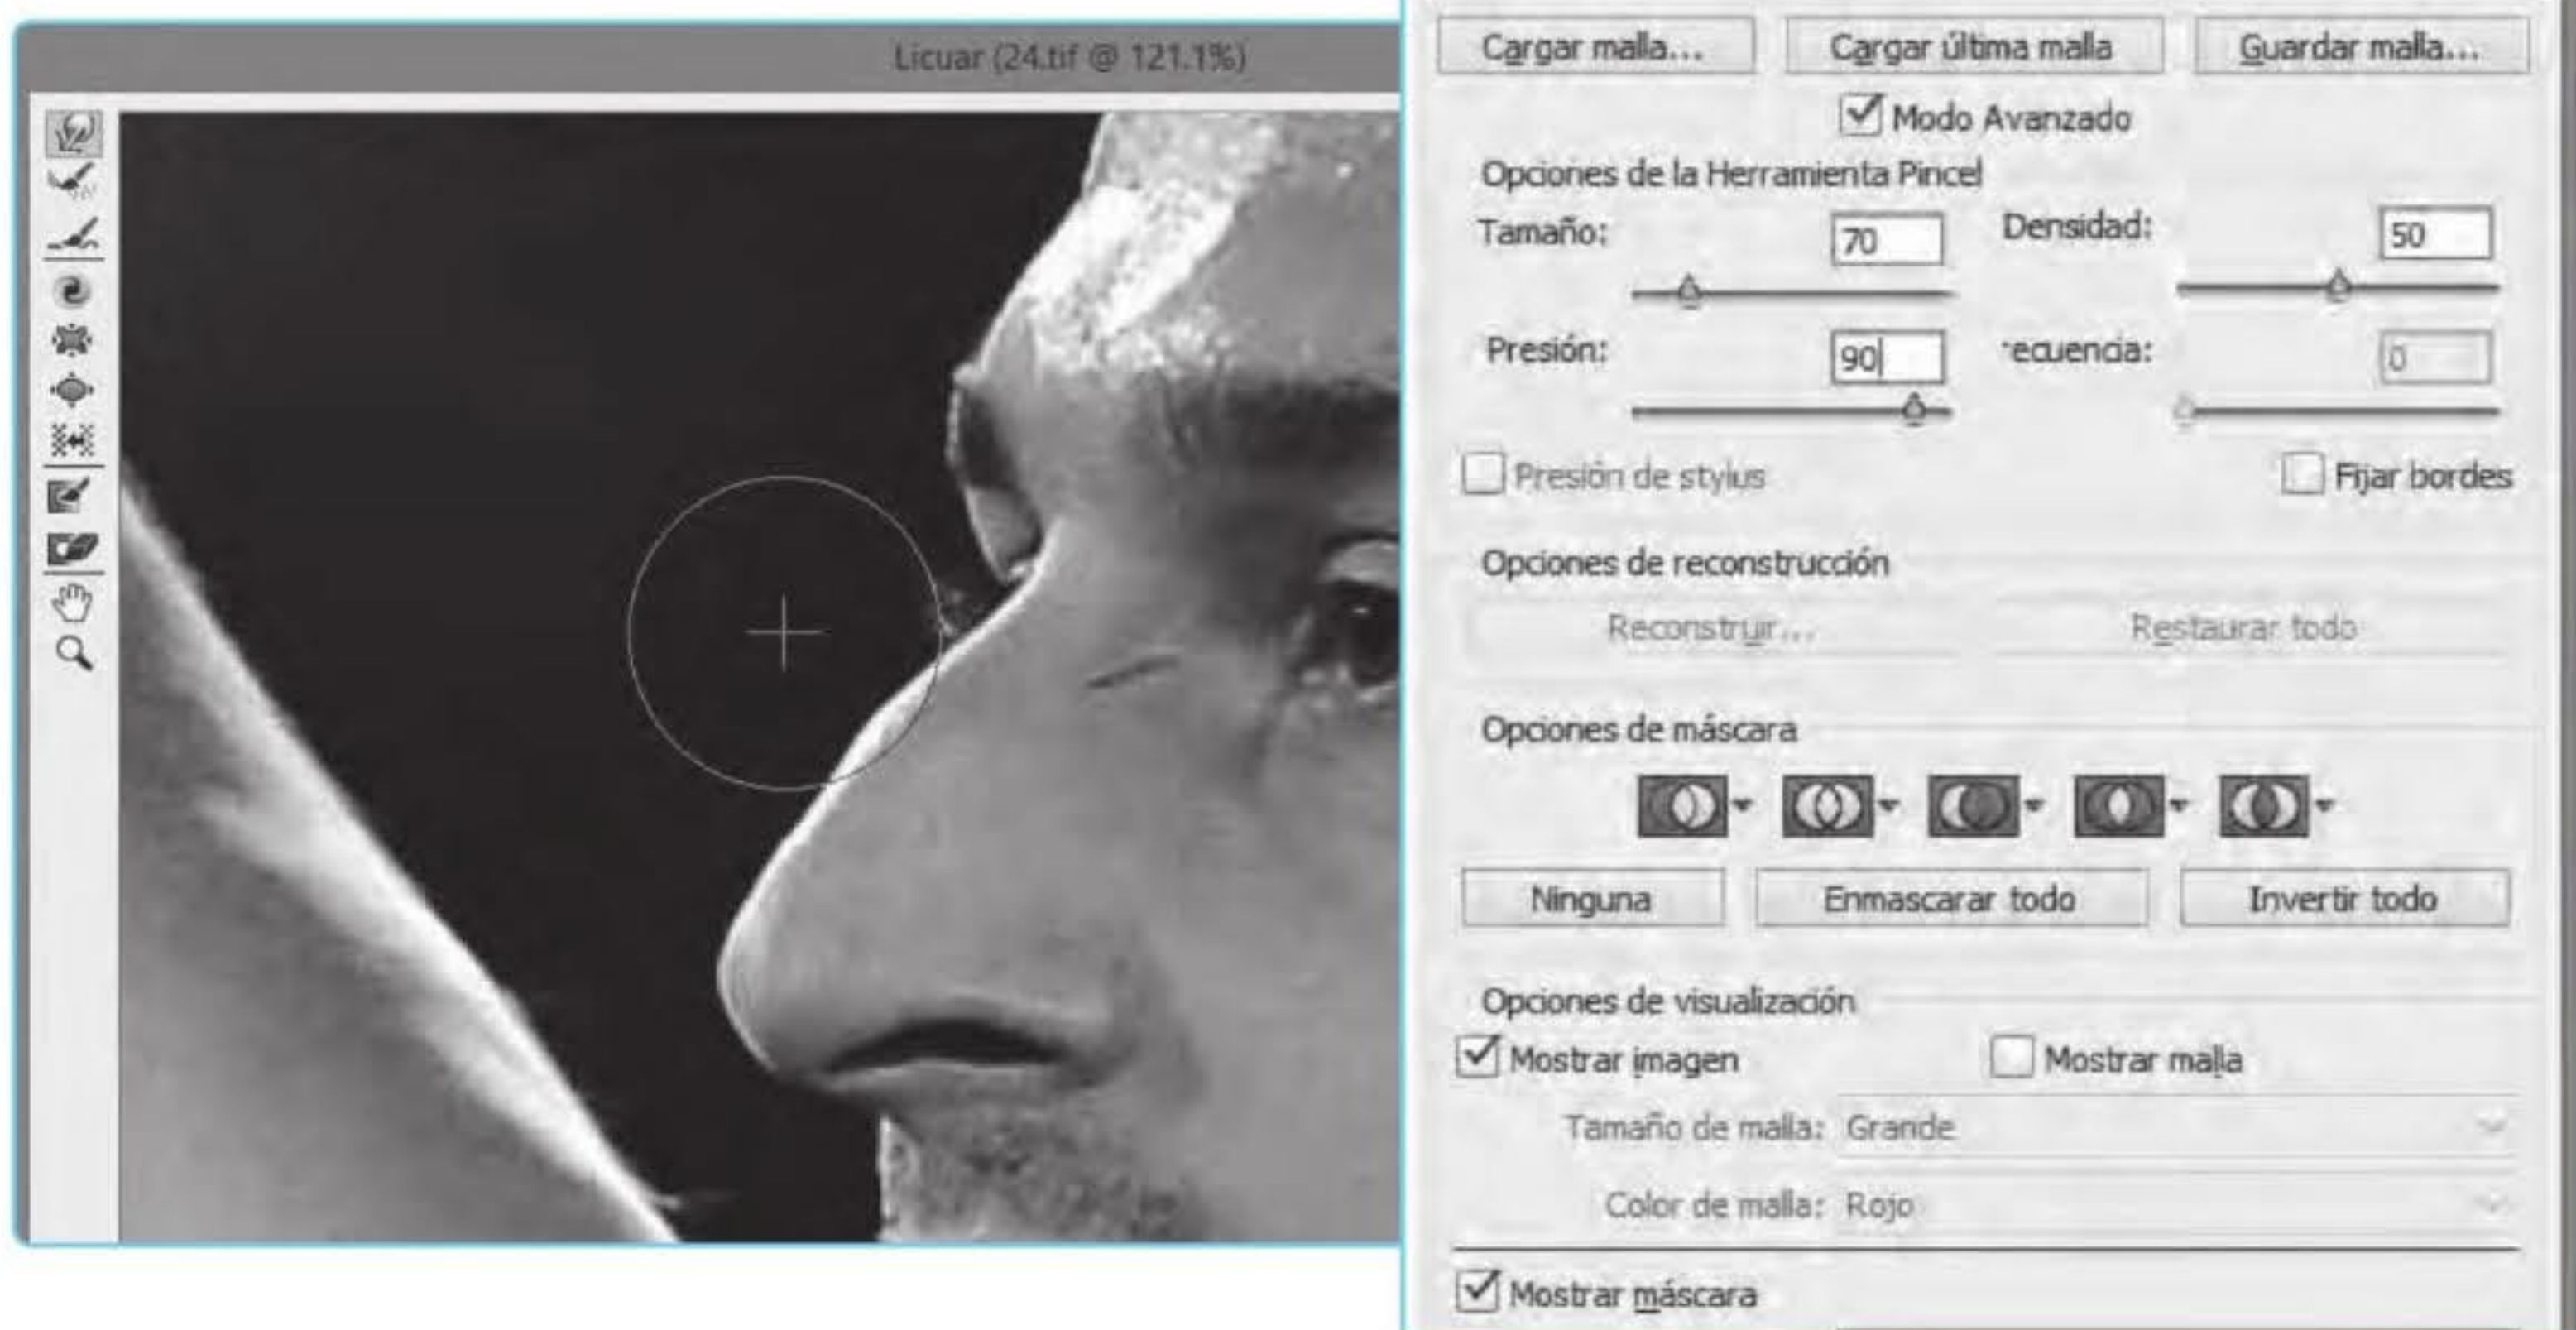 Licuar (24.tif @ 121.1%)
Cargar malla... Cargar última malla Guardar malla...
Modo Avanzado
Opciones de la Herramienta Pincel
Tamaño: 70 Densidad: 50
Presión: 90 recuencia: 0
Presión de stylus Fijar bordes
Opciones de reconstrucción
Reconstruir... Restaurar todo
Opciones de máscara
Ninguna Enmascarar todo Invertir todo
Opciones de visualización
Mostrar imagen Mostrar malla
Tamaño de malla: Grande
Color de malla: Rojo
Mostrar máscara